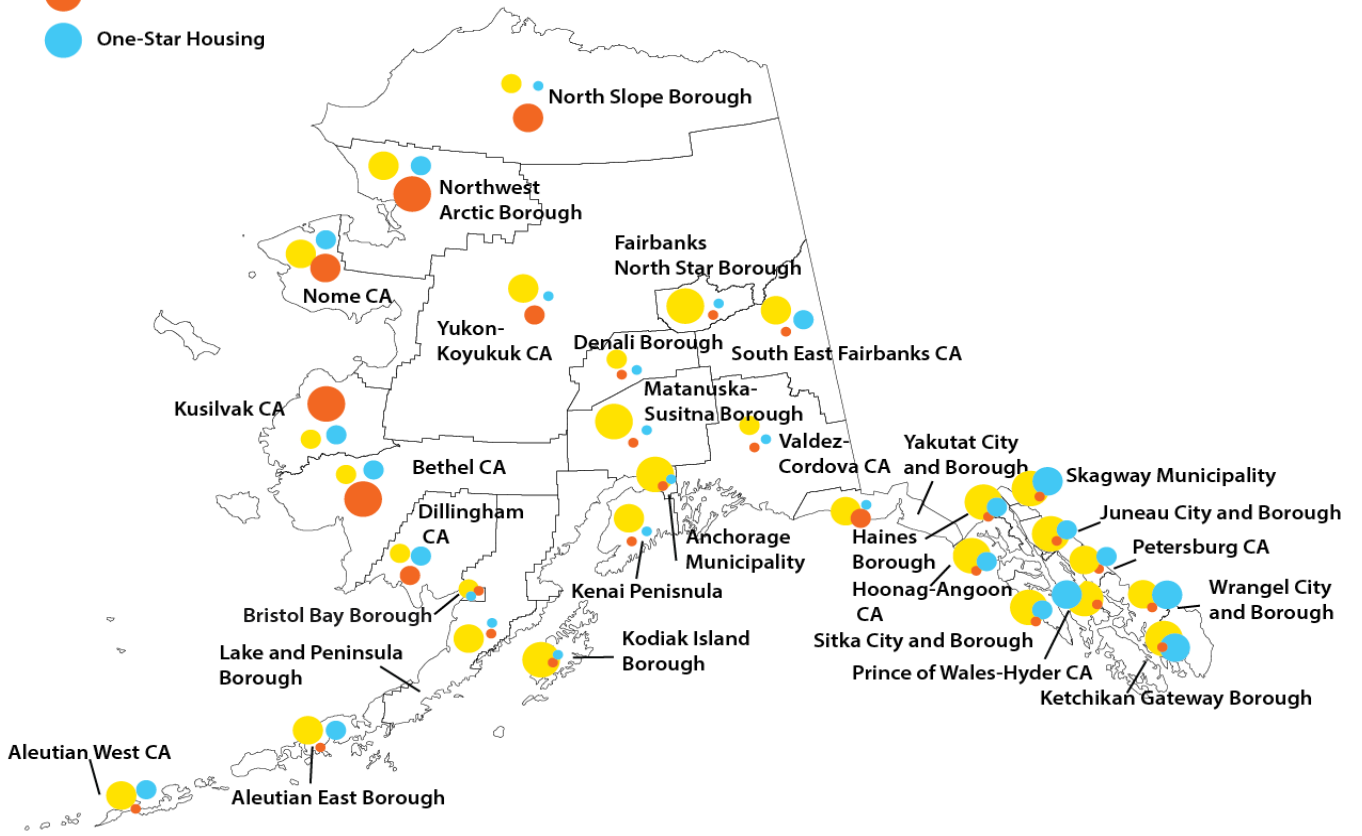 One-Star Housing
North Slope Borough
Northwest
Arctic Borough
Nome CA
Fairbanks
North Star Borough
Yukon-
Koyukuk CA
Denali Borough
South East Fairbanks CA
Matanuska-
Susitna Borough
Kusilvak CA
Valdez-
Cordova CA
Yakutat City
and Borough
Bethel CA
Skagway Municipality
Dillingham
CA
Juneau City and Borough
Anchorage
Municipality
Haines
Borough
Petersburg CA
Kenai Penisnula
Hoonag-Angoon
CA
Wrangel City
and Borough
Bristol Bay Borough
Sitka City and Borough
Kodiak Island
Borough
Lake and Peninsula
Borough
Prince of Wales-Hyder CA
Ketchikan Gateway Borough
Aleutian West CA
Aleutian East Borough